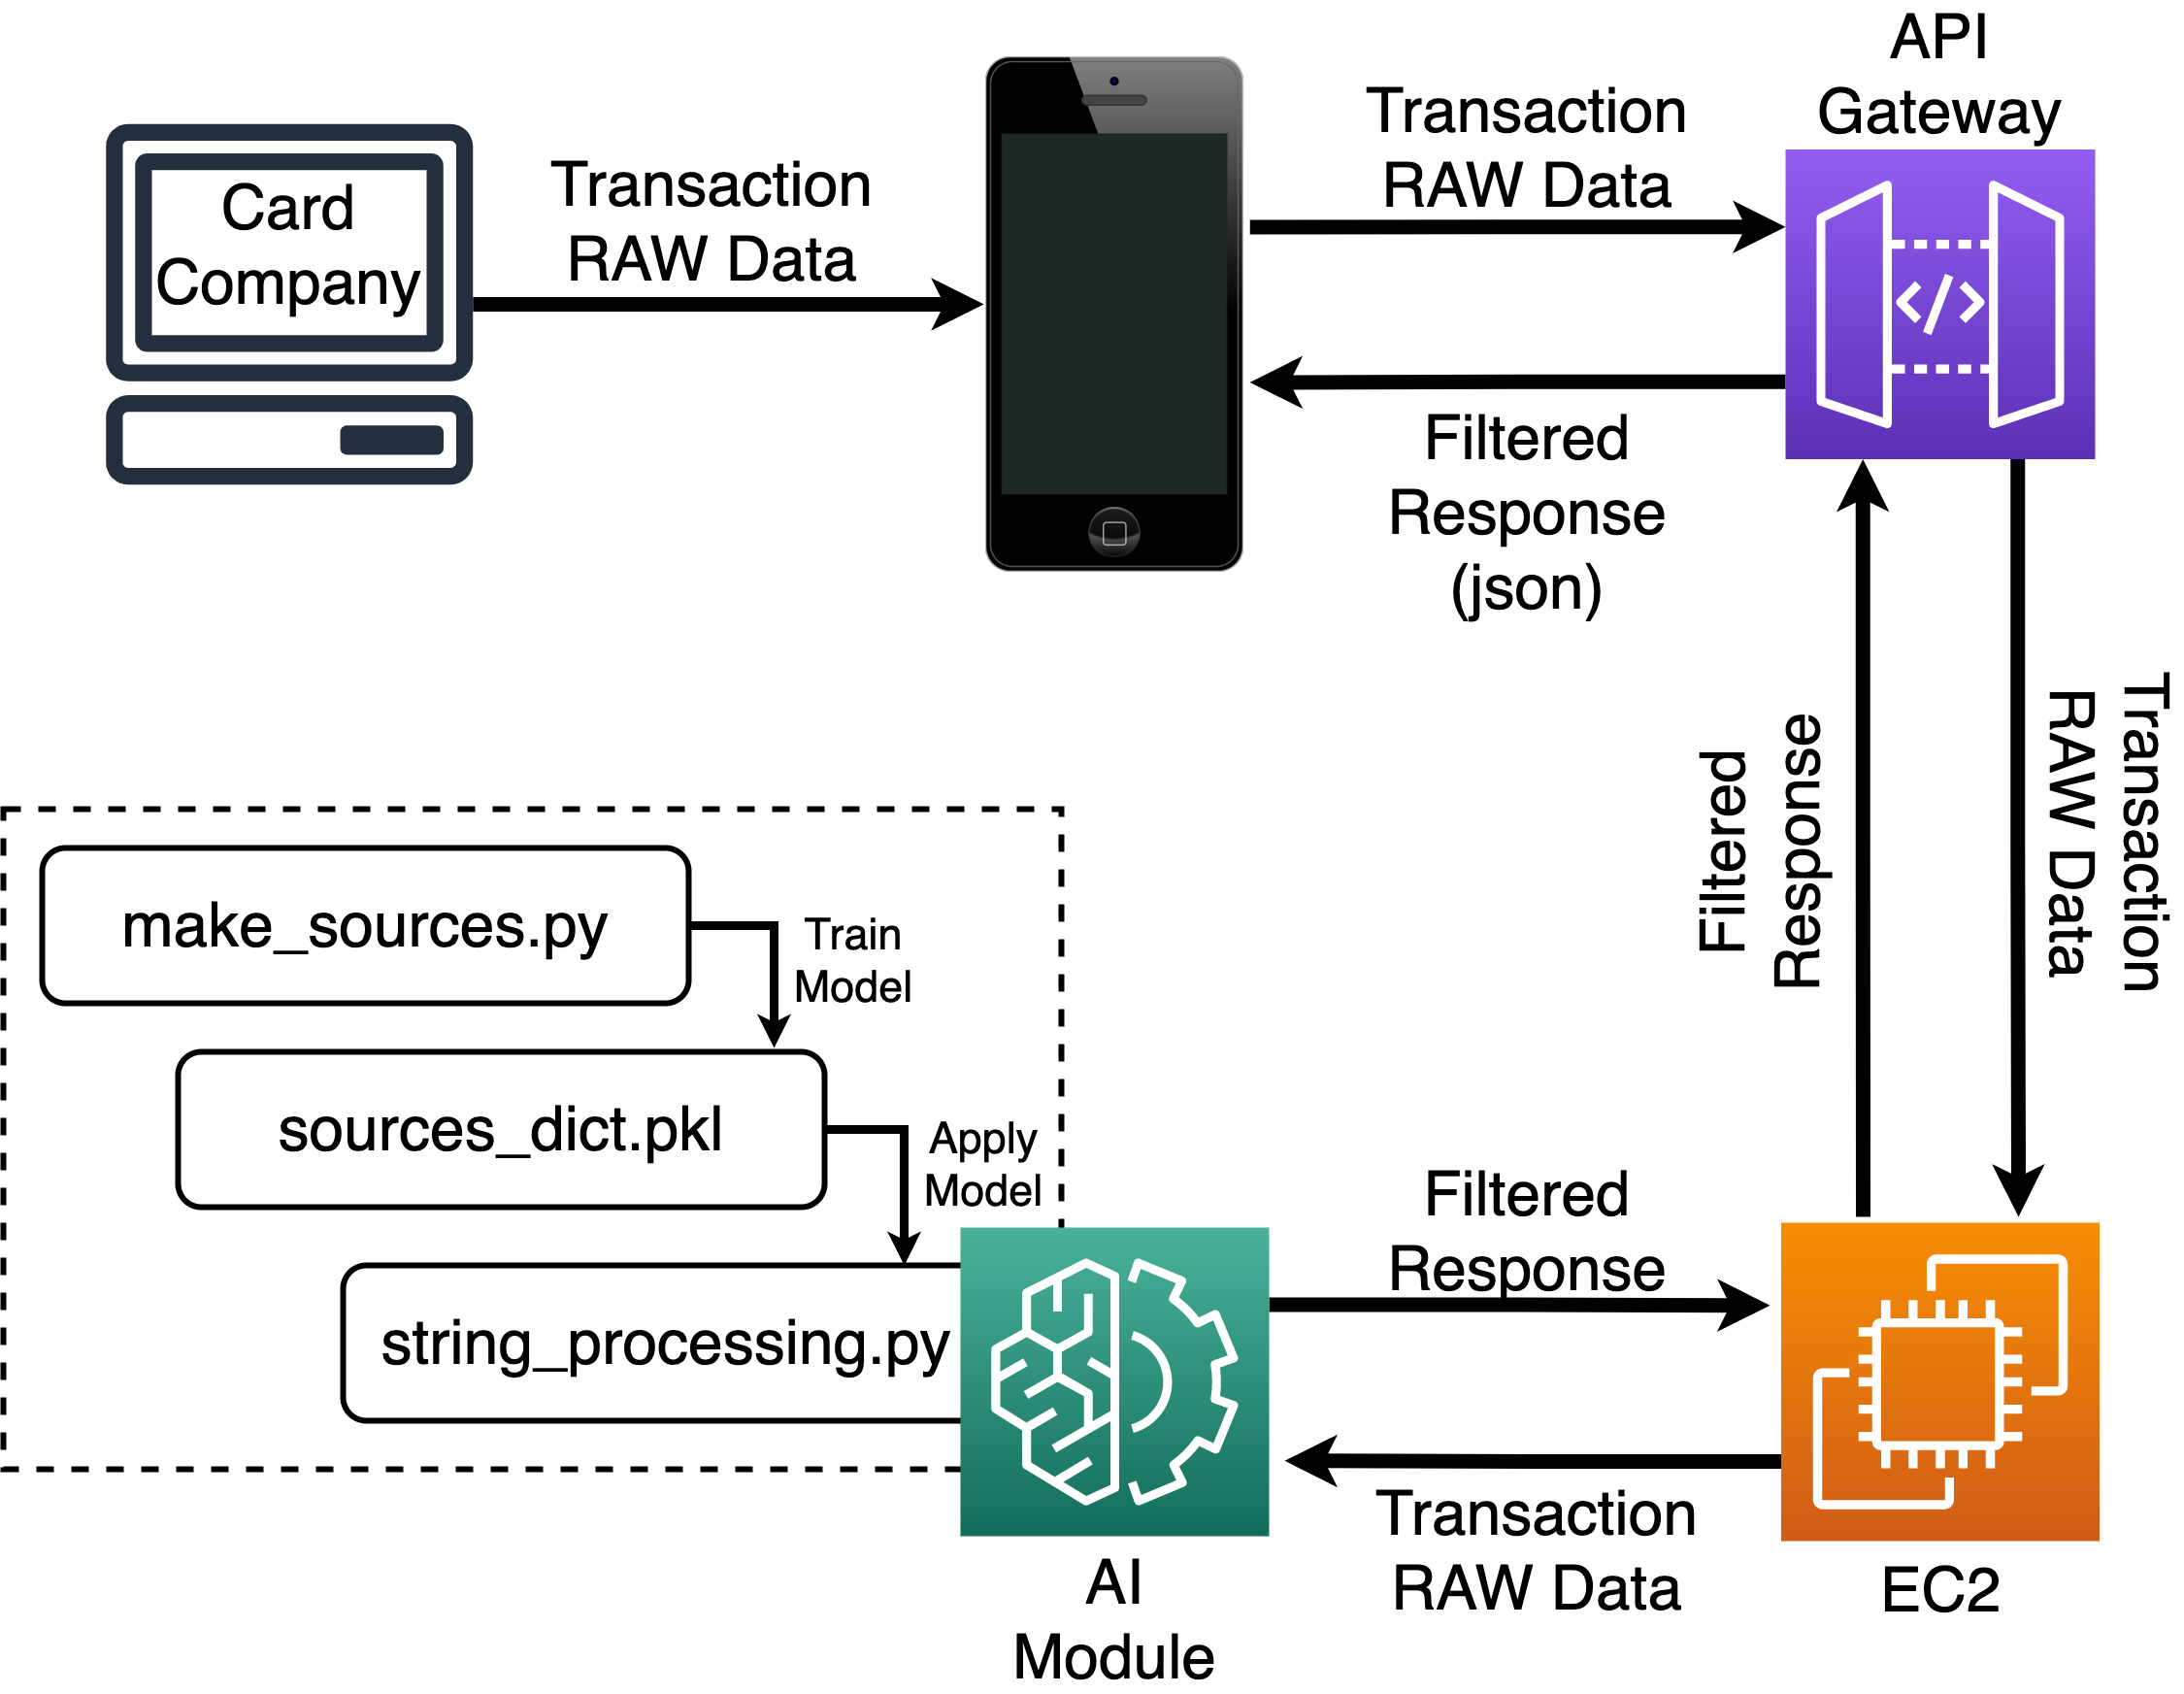 API
Gateway
Transaction
RAW Data
Card
Company
Transaction
RAW Data
Filtered
Response
(json)
Filtered
Response
Transaction
RAW Data
make_sources.py
Train
Model
sources_dict.pkl
Apply
Model
string_processing.py
Filtered
Response
Transaction
RAW Data
AI
Module
EC2